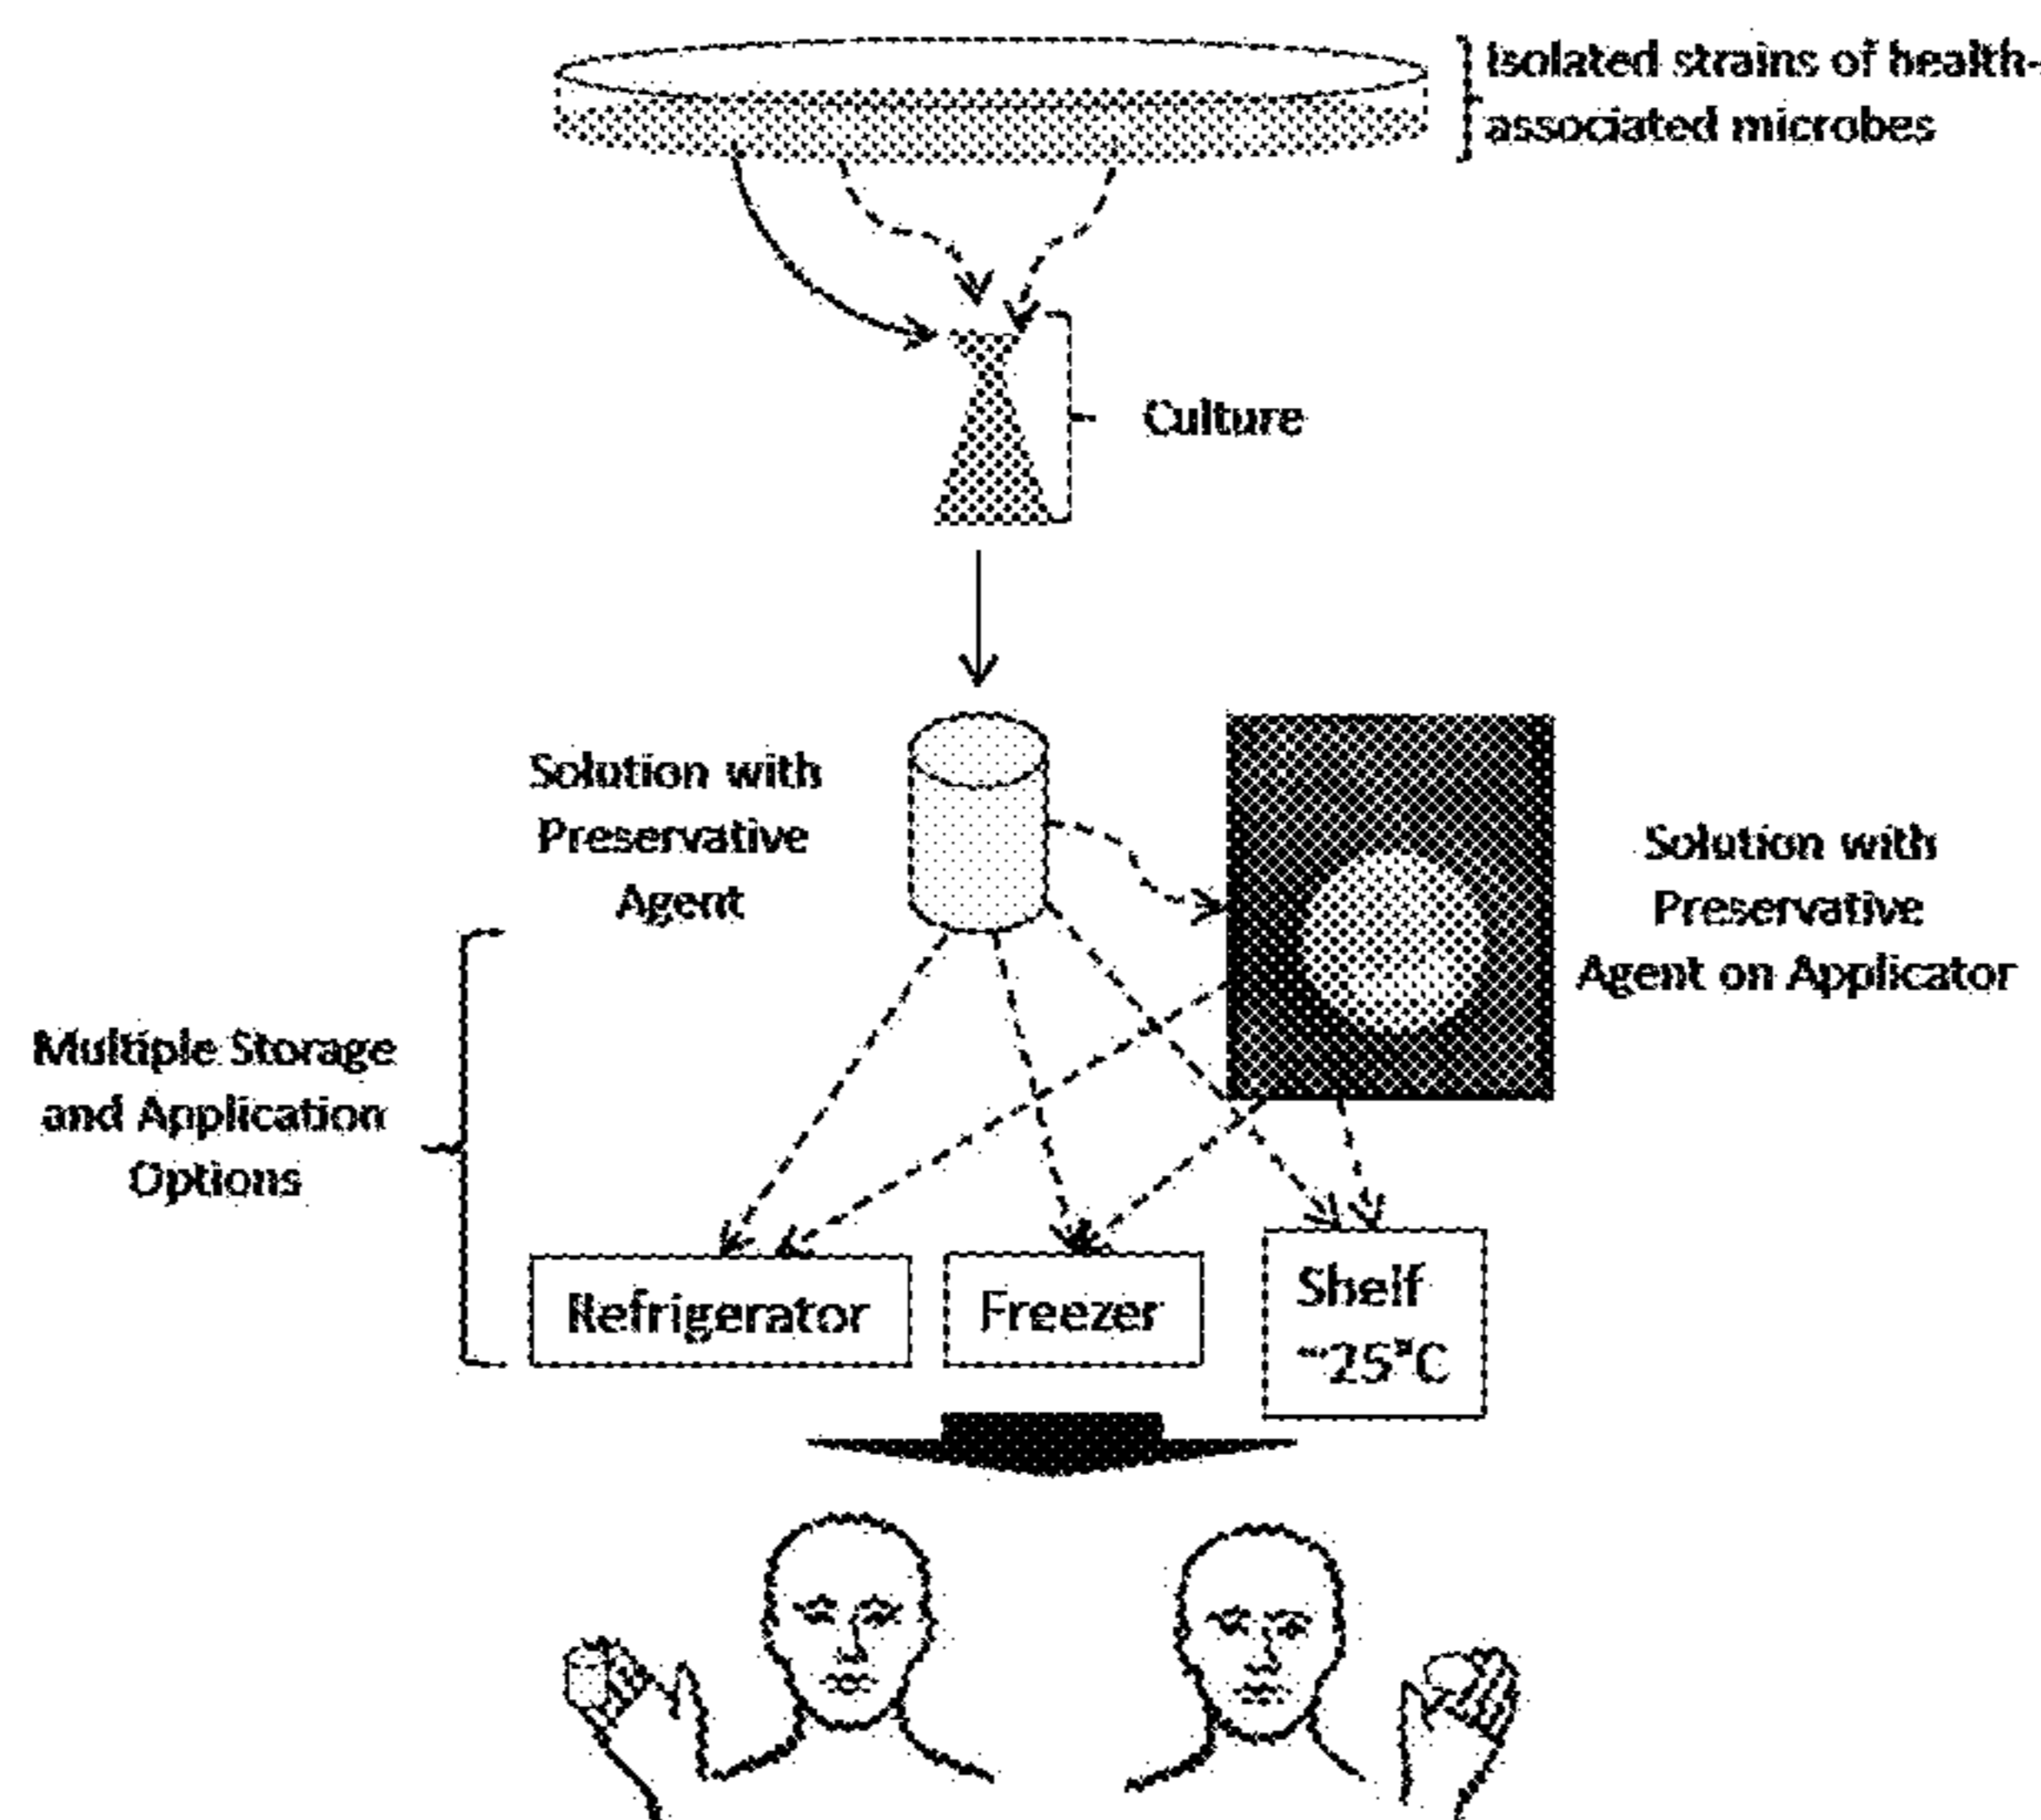 Isolated strains of health-
associated microbes
Culture
Solution with
Preservative
Agent
Solution with
Preservative
Agent on Applicator
Multiple Storage
and Application
Options
Refrigerator
Freezer
Shelf
~25°C